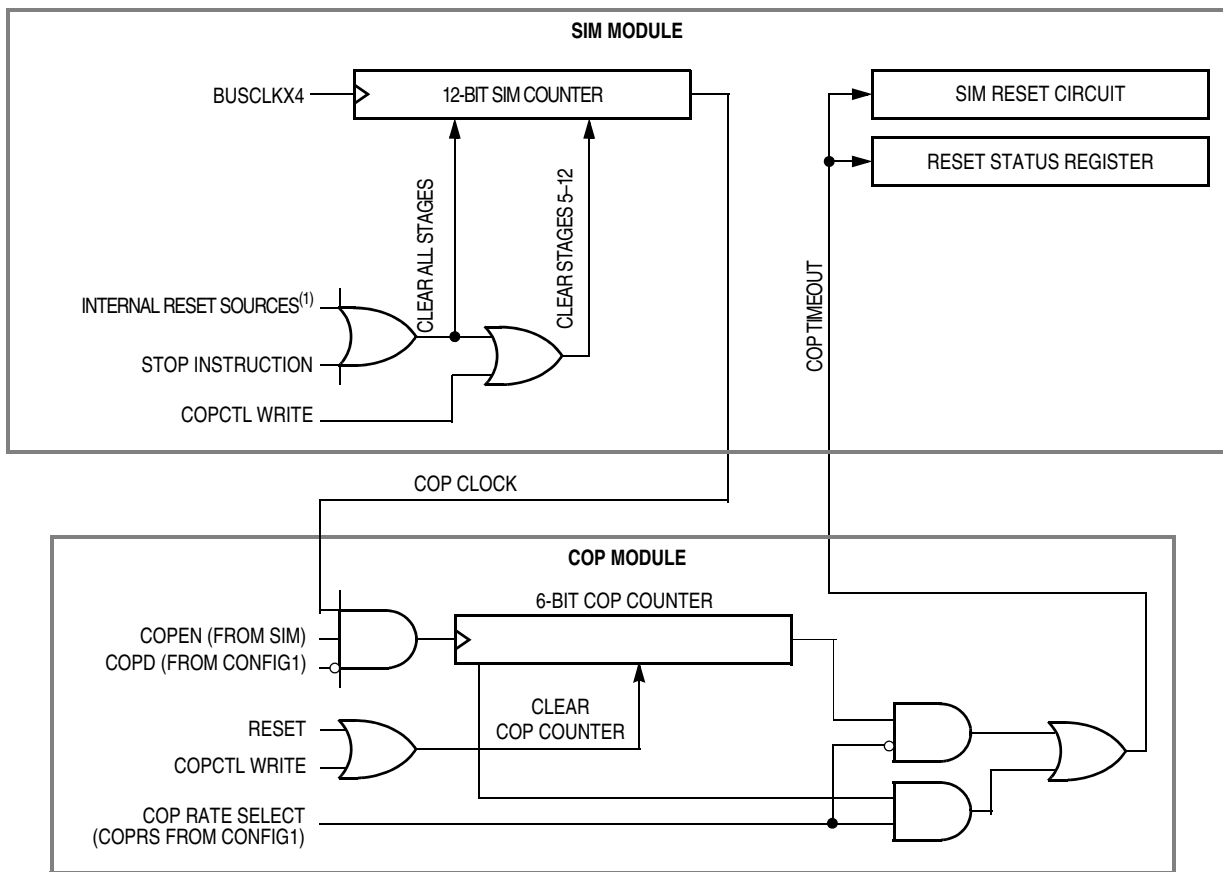 SIM MODULE
BUSCLKX4
12-BIT SIM COUNTER
SIM RESET CIRCUIT
RESET STATUS REGISTER
CLEAR ALL STAGES
CLEAR STAGES 5–12
INTERNAL RESET SOURCES(1)
STOP INSTRUCTION
COPCTL WRITE
COP TIMEOUT
COP CLOCK
COP MODULE
6-BIT COP COUNTER
COPEN (FROM SIM)
COPD (FROM CONFIG1)
RESET
COPCTL WRITE
CLEAR
COP COUNTER
COP RATE SELECT
(COPRS FROM CONFIG1)